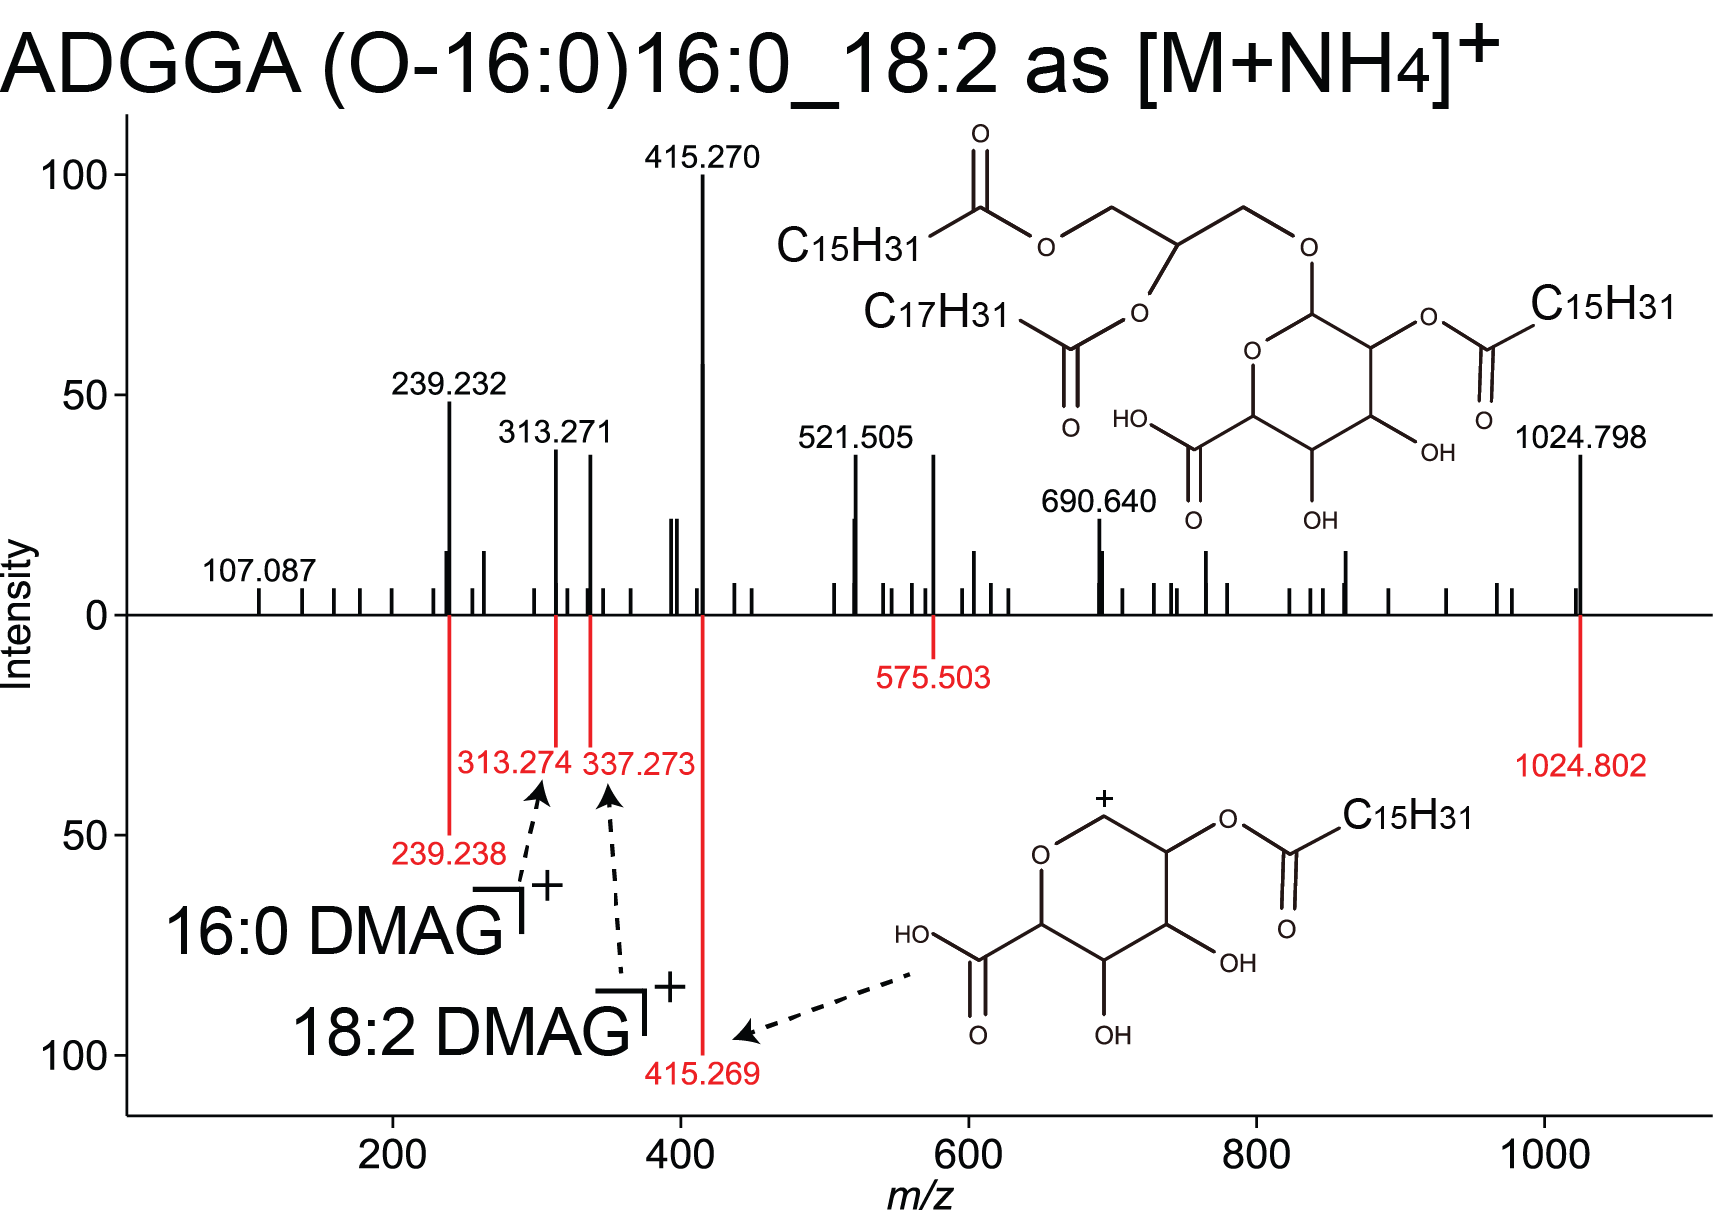 ADGGA (O-16:0)16:0_18:2 as [M+NH4]+
Intensity
100
50
0
50
100
415.270
239.232
313.271
521.505
690.640
1024.798
107.087
O
C15H31
O
O
C17H31
O
O
O
O
C15H31
O
HO
O
OH
OH
575.503
313.274
337.273
1024.802
239.238
415.269
16:0 DMAG+
18:2 DMAG+
+
O
O
C15H31
O
HO
O
OH
OH
200
400
600
800
1000
m/z